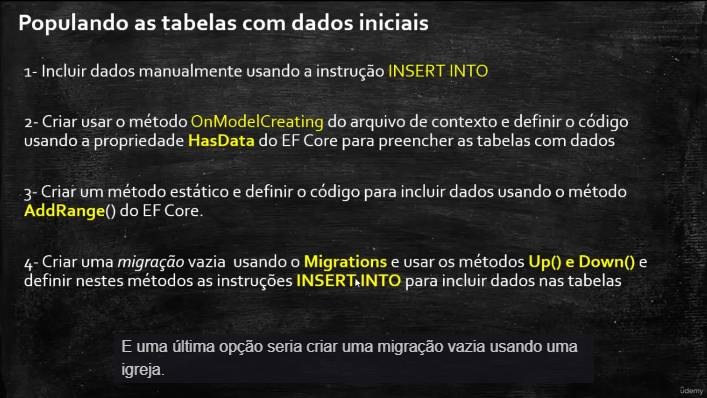 Populando as tabelas com dados iniciais
1- Incluir dados manualmente usando a instrução INSERT INTO
2- Criar usar o método OnModelCreating do arquivo de contexto e definir o código
usando a propriedade HasData do EF Core para preencher as tabelas com dados
3- Criar um método estático e definir o código para incluir dados usando o método
AddRange() do EF Core.
4- Criar uma migração vazia usando o Migrations e usar os métodos Up() e Down() e
definir nestes métodos as instruções INSERT INTO para incluir dados nas tabelas
E uma última opção seria criar uma migração vazia usando uma
igreja.
ûdemy